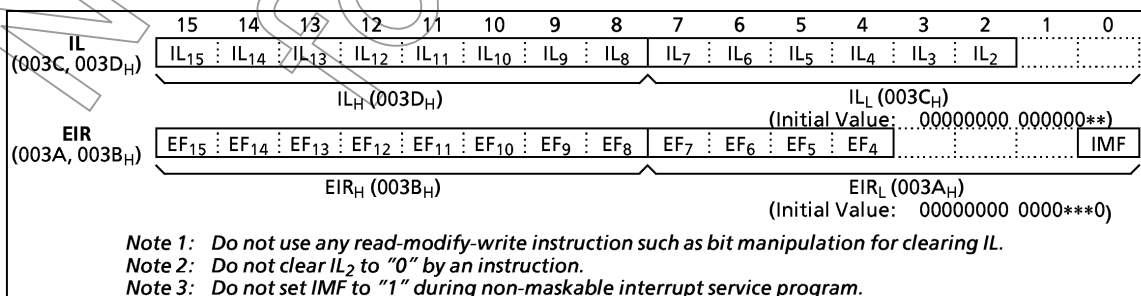 15 14 13 12 11 10 9 8 7 6 5 4 3 2 1 0
IL
(003C, 003DH)
IL15 IL14 IL13 IL12 IL11 IL10 IL9 IL8 IL7 IL6 IL5 IL4 IL3 IL2
ILH (003DH) ILL (003CH)
(Initial Value: 00000000 000000**)
EIR
(003A, 003BH)
EF15 EF14 EF13 EF12 EF11 EF10 EF9 EF8 EF7 EF6 EF5 EF4 IMF
EIRH (003BH) EIRL (003AH)
(Initial Value: 00000000 0000***0)
Note 1: Do not use any read-modify-write instruction such as bit manipulation for clearing IL.
Note 2: Do not clear IL2 to "0" by an instruction.
Note 3: Do not set IMF to "1" during non-maskable interrupt service program.